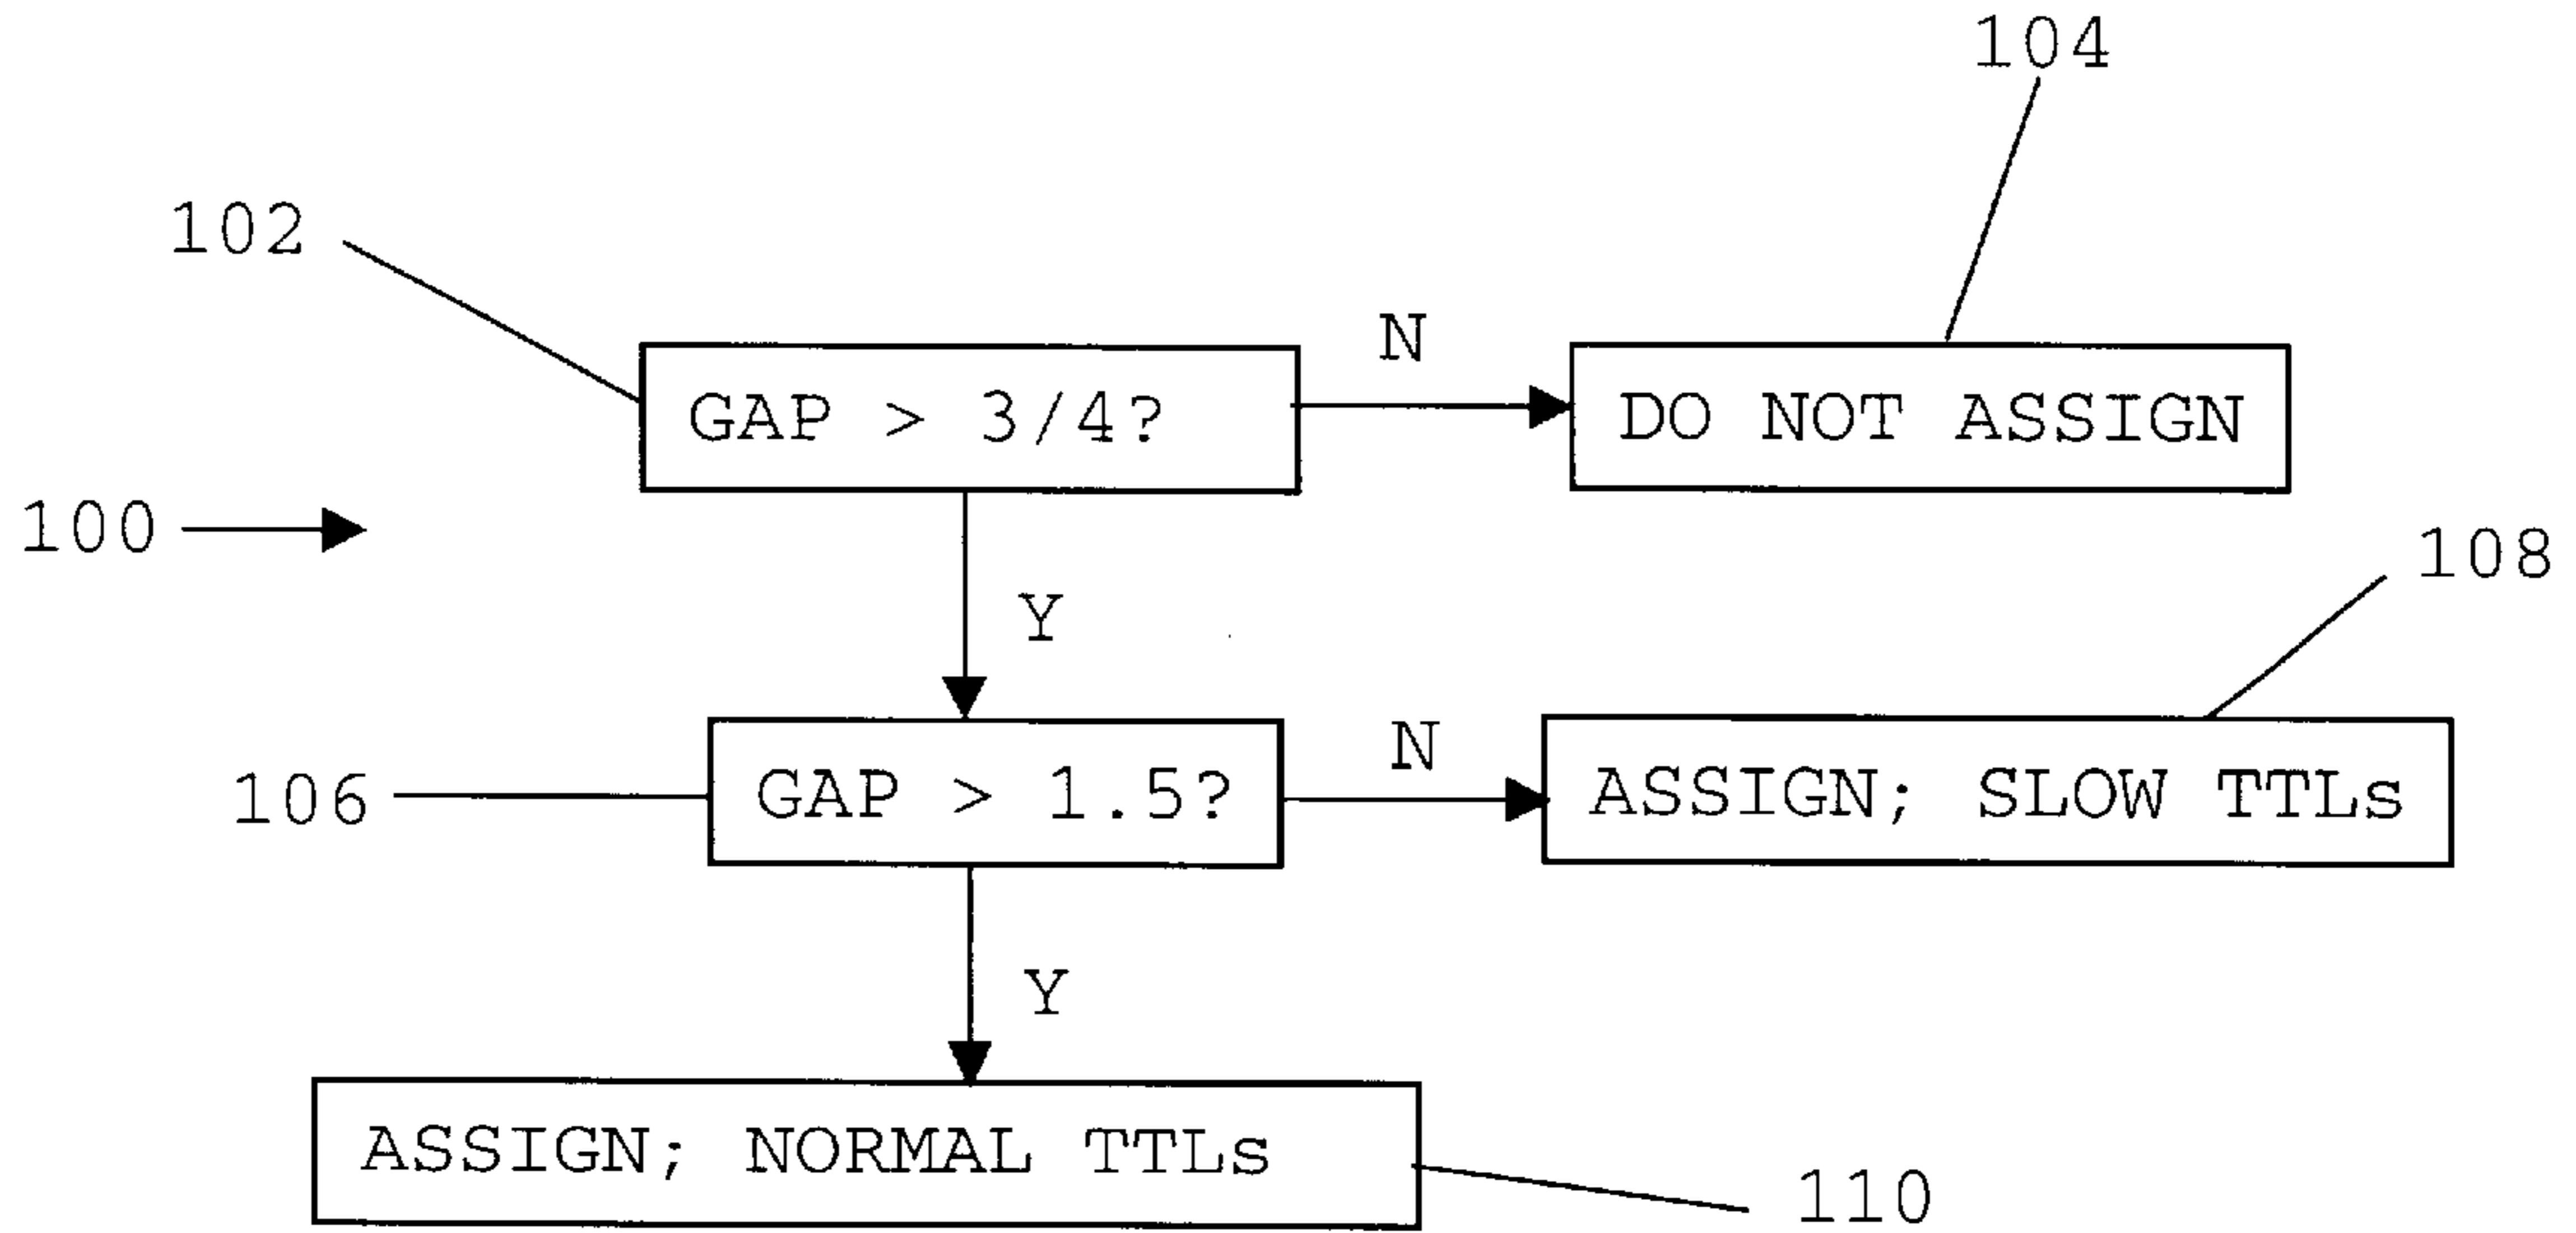 104
102
N
GAP > 3/4?
DO NOT ASSIGN
100
108
Y
N
106
GAP > 1.5?
ASSIGN; SLOW TTLs
Y
ASSIGN; NORMAL TTLs
110